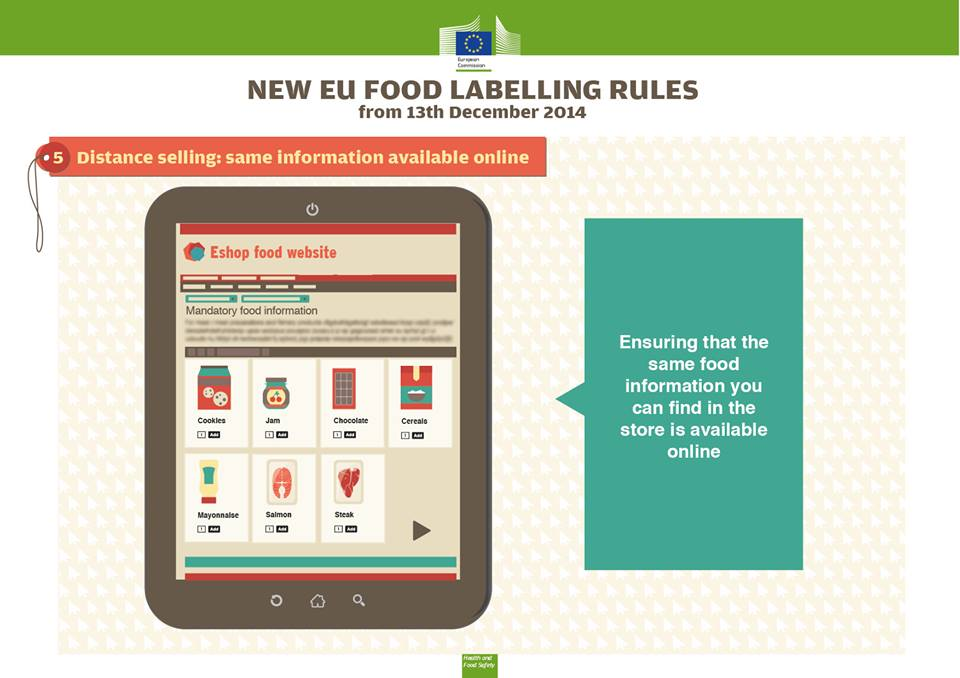 European
Commission
NEW EU FOOD LABELLING RULES
from 13th December 2014
5 Distance selling: same information available online
Eshop food website
Mandatory food information
Cookies
1 Add
Jam
1 Add
Chocolate
1 Add
Cereals
1 Add
Mayonnaise
1 Add
Salmon
1 Add
Steak
1 Add
Ensuring that the
same food
information you
can find in the
store is available
online
Health and
Food Safety